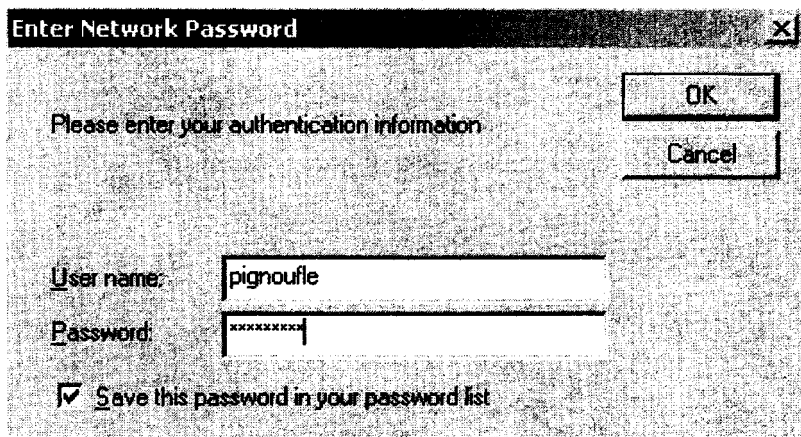 Enter Network Password
OK
Please enter your authentication information
Cancel
User name: pignoufle
Password: *********
Save this password in your password list